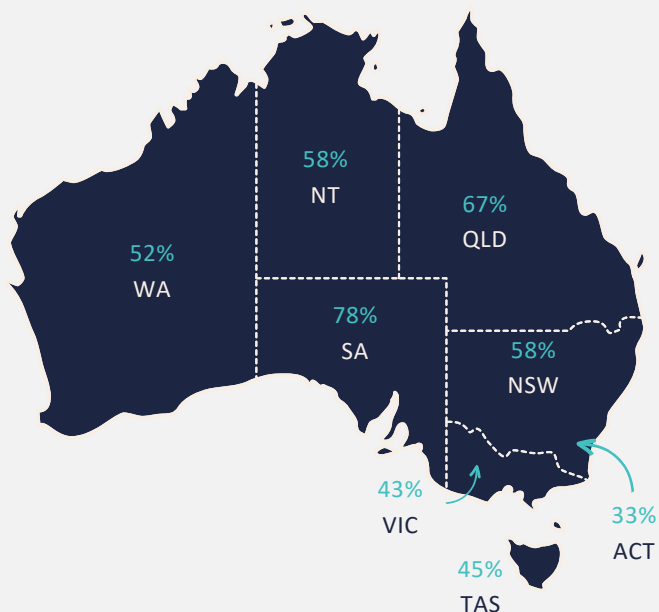 58%
NT
67%
QLD
52%
WA
78%
SA
58%
NSW
43%
VIC
33%
ACT
45%
TAS